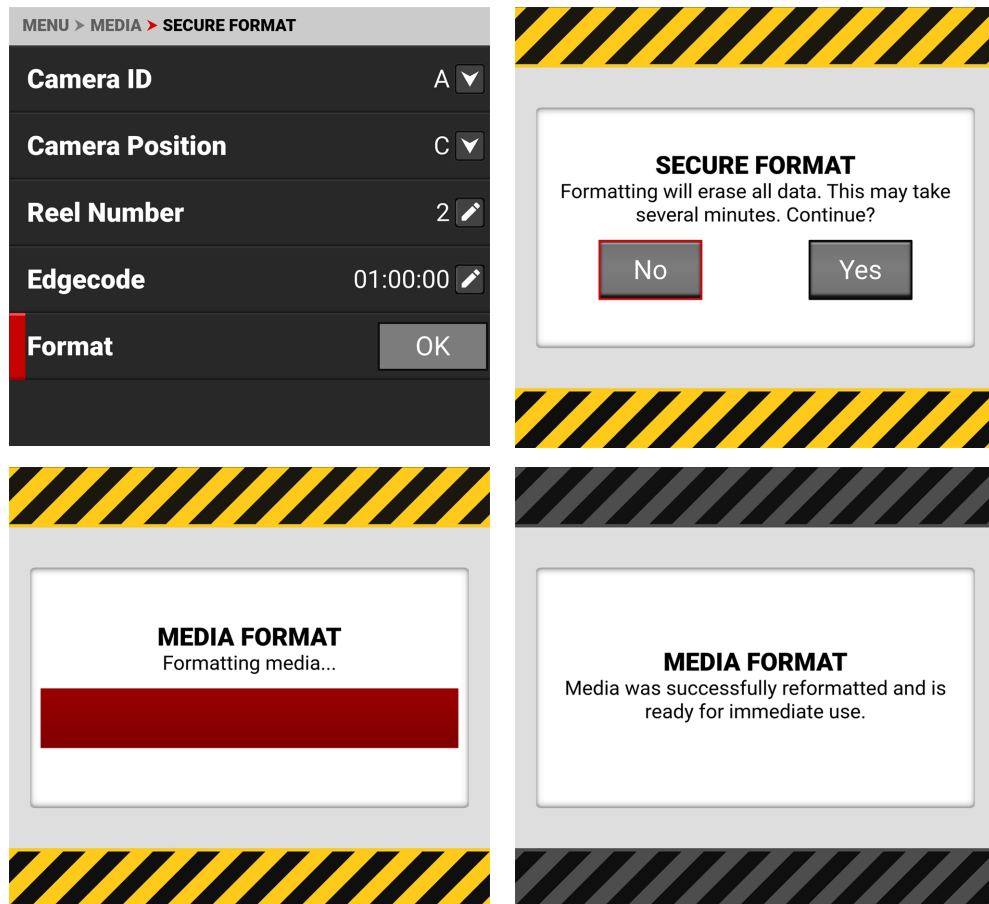 MENU > MEDIA > SECURE FORMAT
Camera ID A
Camera Position C
Reel Number 2
Edgecode 01:00:00
Format OK
SECURE FORMAT
Formatting will erase all data. This may take
several minutes. Continue?
No Yes
MEDIA FORMAT
Formatting media...
MEDIA FORMAT
Media was successfully reformatted and is
ready for immediate use.